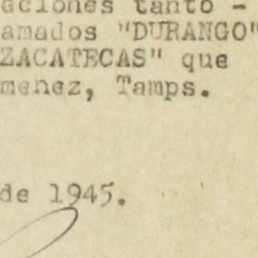 aciones tanto -
amados "DURANGO"
ZACATECAS" que
menez, Tamps.
de 1945.